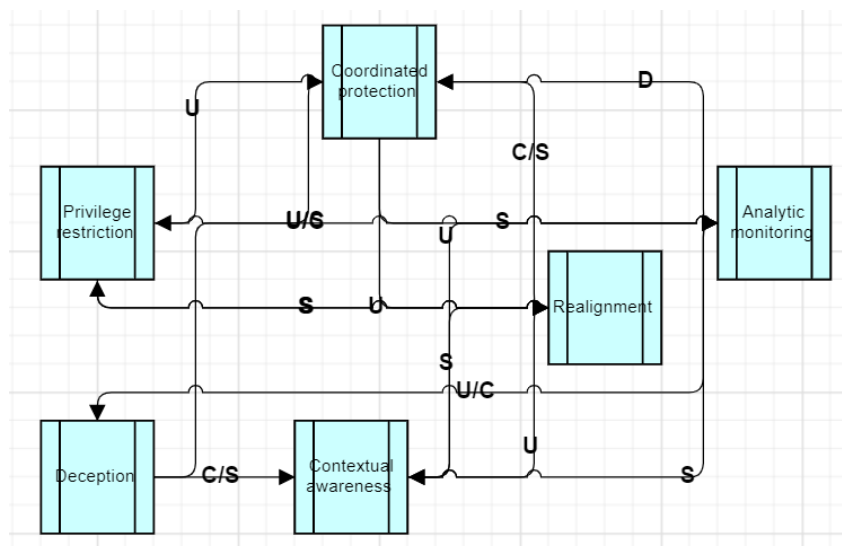 Coordinated
protection
D
U
C/S
Privilege
restriction
U/S
U
S
Analytic
monitoring
S
U
Realignment
S
U/C
U
Deception
C/S
Contextual
awareness
S